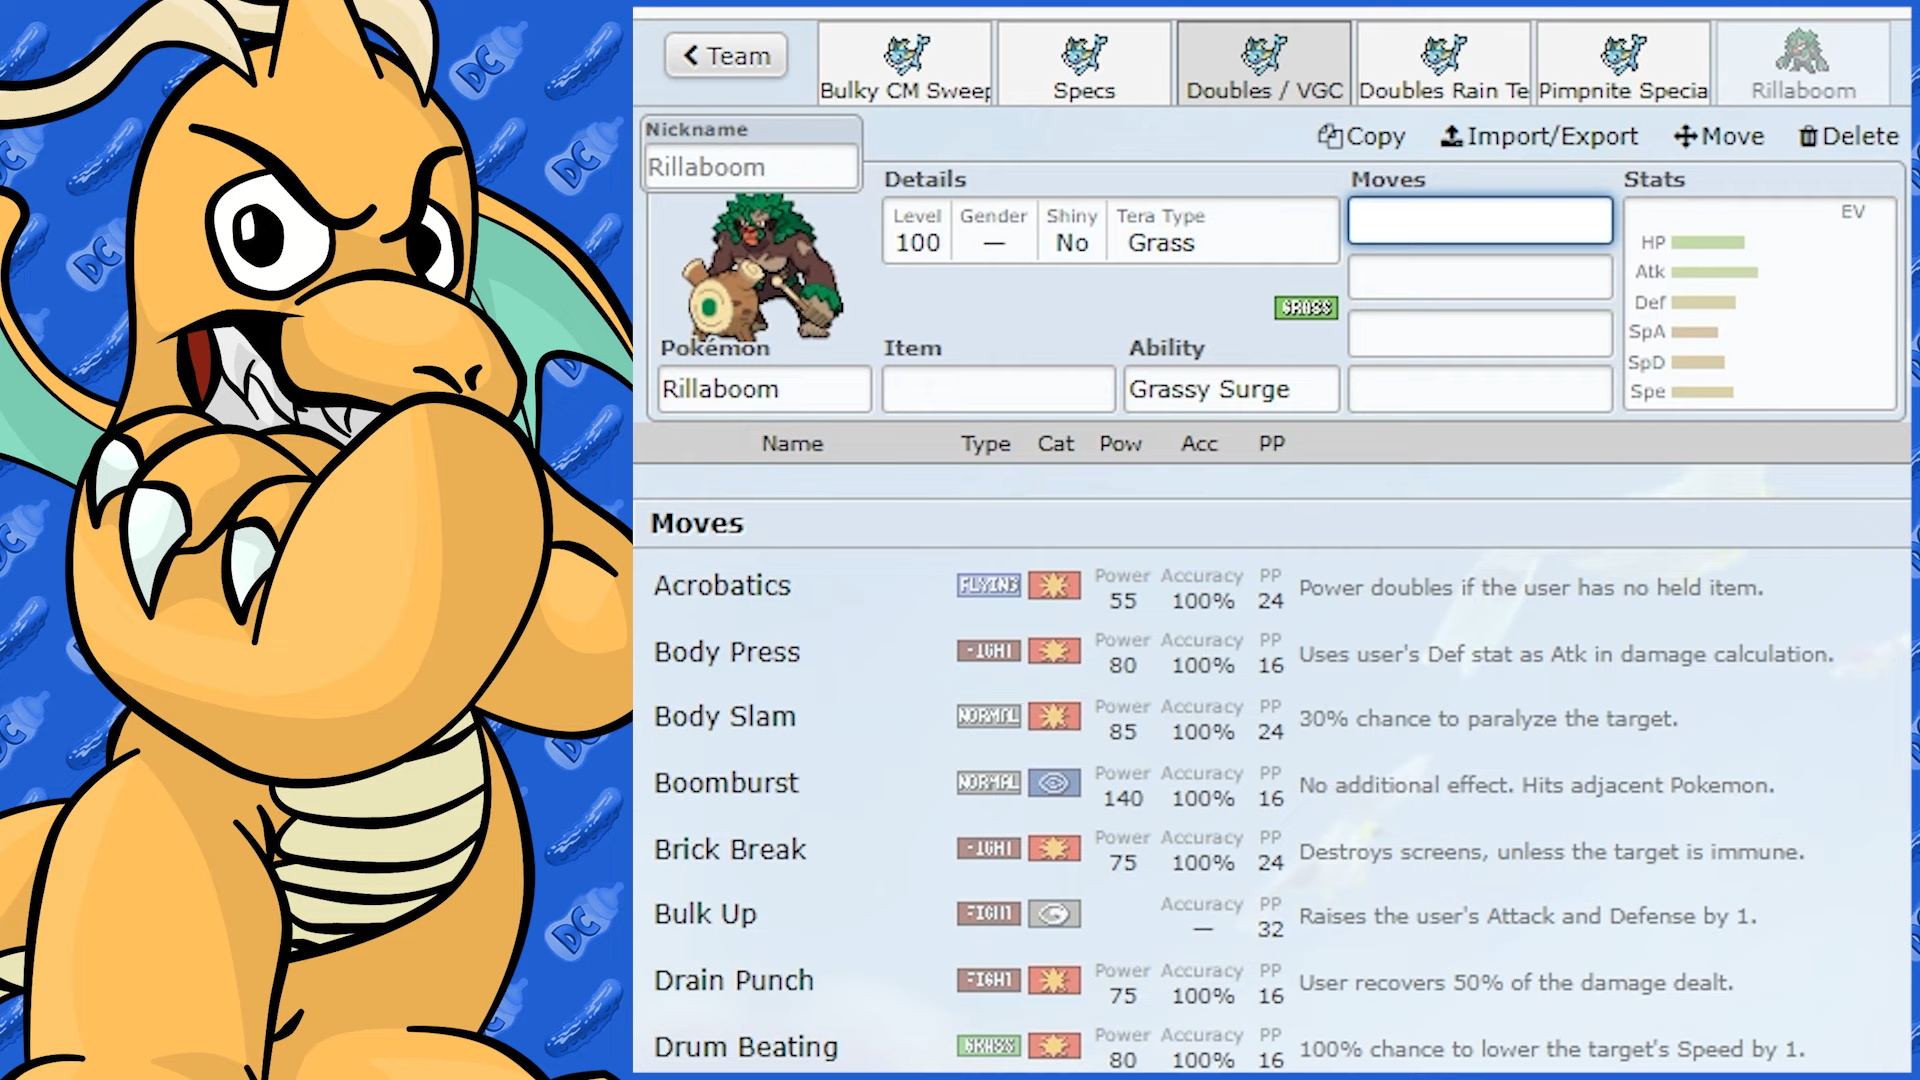 Team
Bulky CM Sweep
Specs
Doubles / VGC
Doubles Rain Te
Pimpnite Specia
Rillaboom
Nickname
Rillaboom
Copy
Import/Export
Move
Delete
Details
Moves
Stats
Level
Gender
Shiny
Tera Type
100
—
No
Grass
EV
HP
Atk
Def
SpA
SpD
Spe
GRASS
Pokémon
Item
Ability
Rillaboom
Grassy Surge
Name Type Cat Pow Acc PP
Moves
Acrobatics FLYING Power 55 Accuracy 100% PP 24 Power doubles if the user has no held item.
Body Press FIGHT Power 80 Accuracy 100% PP 16 Uses user's Def stat as Atk in damage calculation.
Body Slam NORMAL Power 85 Accuracy 100% PP 24 30% chance to paralyze the target.
Boomburst NORMAL Power 140 Accuracy 100% PP 16 No additional effect. Hits adjacent Pokemon.
Brick Break FIGHT Power 75 Accuracy 100% PP 24 Destroys screens, unless the target is immune.
Bulk Up FIGHT Accuracy — PP 32 Raises the user's Attack and Defense by 1.
Drain Punch FIGHT Power 75 Accuracy 100% PP 16 User recovers 50% of the damage dealt.
Drum Beating GRASS Power 80 Accuracy 100% PP 16 100% chance to lower the target's Speed by 1.
DC
DC
DC
DC
DC